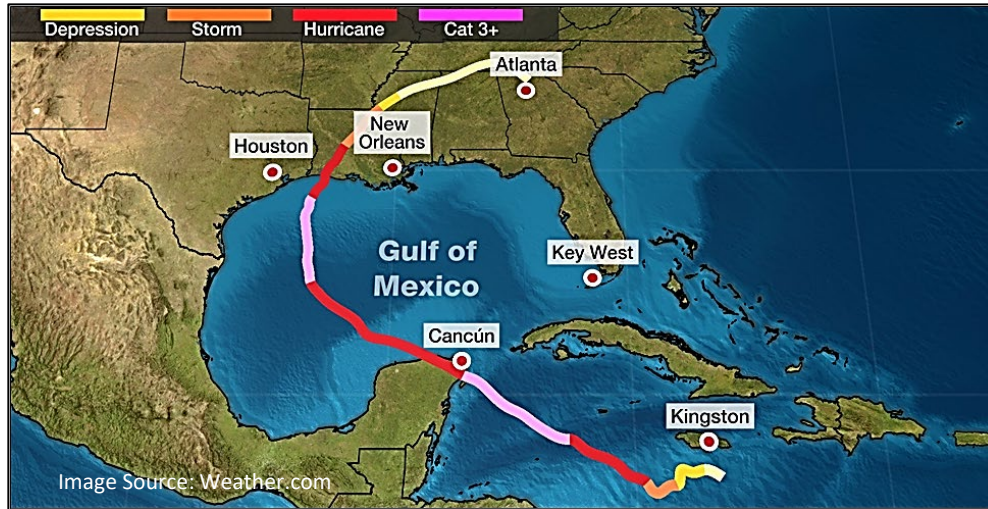 Depression Storm Hurricane Cat 3+
Atlanta
New
Orleans
Houston
Gulf of
Mexico
Key West
Cancún
Kingston
Image Source: Weather.com